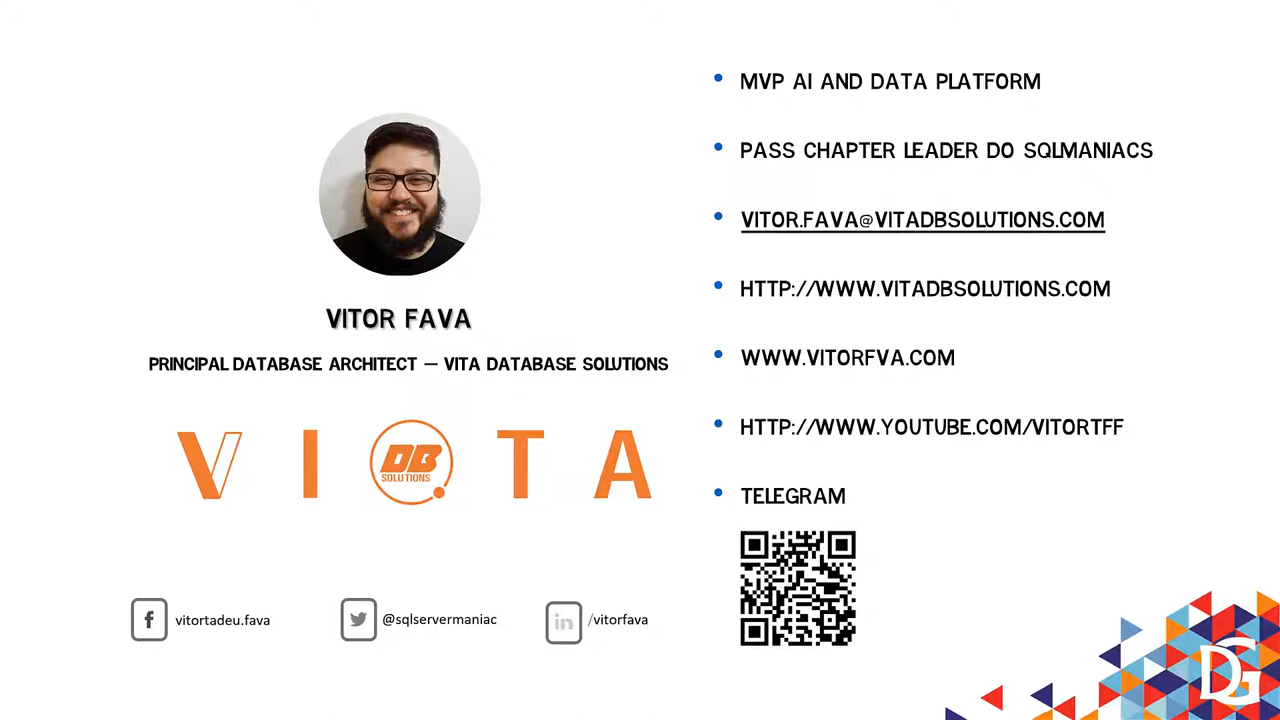 VITOR FAVA
PRINCIPAL DATABASE ARCHITECT – VITA DATABASE SOLUTIONS
V I DB SOLUTIONS T A
vitortadeu.fava
@sqlservermaniac
/vitorfava
• MVP AI AND DATA PLATFORM
• PASS CHAPTER LEADER DO SQLMANIACS
• VITOR.FAVA@VITADBSOLUTIONS.COM
• HTTP://WWW.VITADBSOLUTIONS.COM
• WWW.VITORFVA.COM
• HTTP://WWW.YOUTUBE.COM/VITORTFF
• TELEGRAM
DG